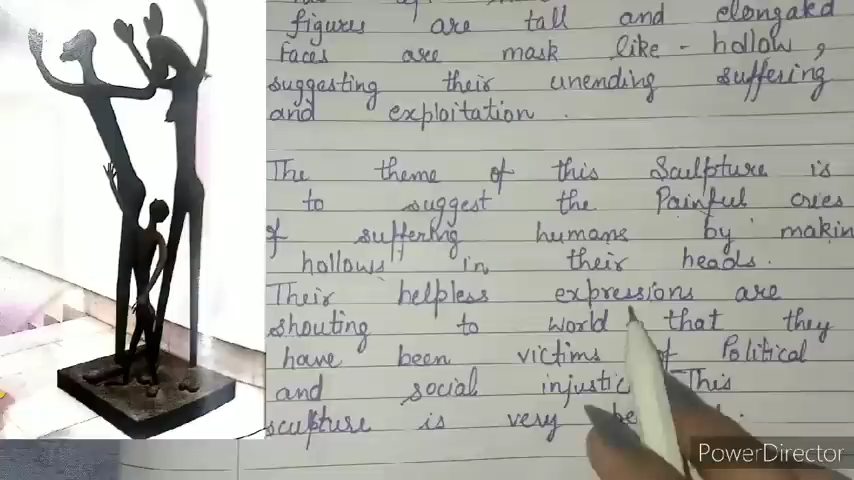 figures are tall and elongated
Faces are mask like - hollow,
suggesting their unending suffering
and exploitation.
The theme of this Sculpture is
to suggest the Painful cries
of suffering humans by makin
hollows in their heads.
Their helpless expressions are
shouting to world that they
have been victims of Political
and social injustic This
sculpture is very be
PowerDirector